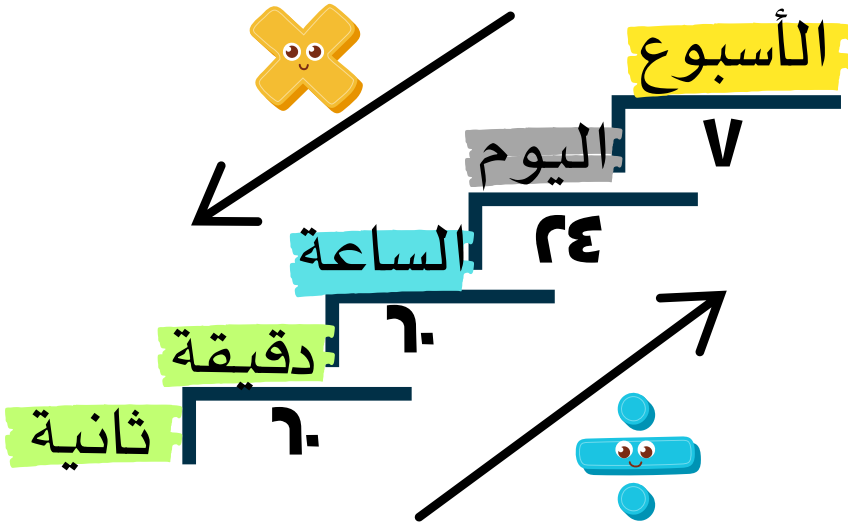 الأسبوع
٧
اليوم
٢٤
الساعة
٦٠
دقيقة
٦٠
ثانية